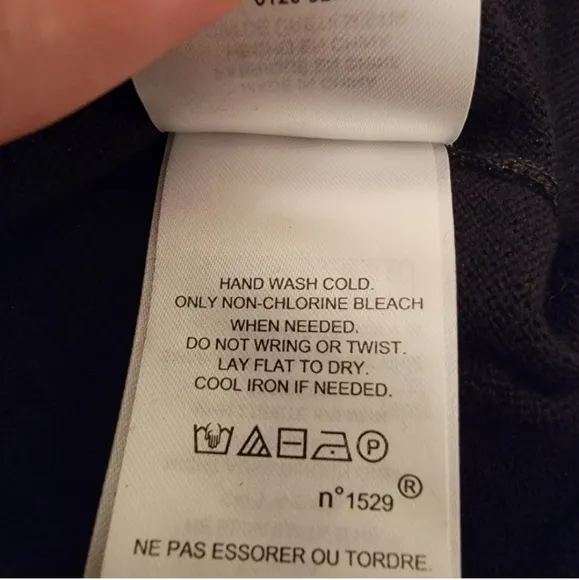 HAND WASH COLD.
ONLY NON-CHLORINE BLEACH
WHEN NEEDED.
DO NOT WRING OR TWIST.
LAY FLAT TO DRY.
COOL IRON IF NEEDED.
P
n°1529 ®
NE PAS ESSORER OU TORDRE.